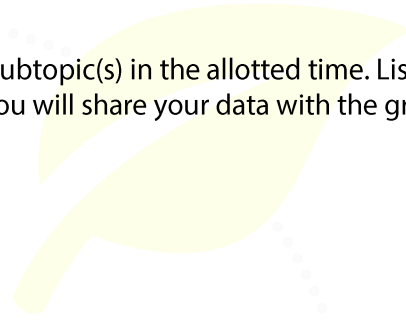 ubtopic(s) in the allotted time. Lis
ou will share your data with the gr